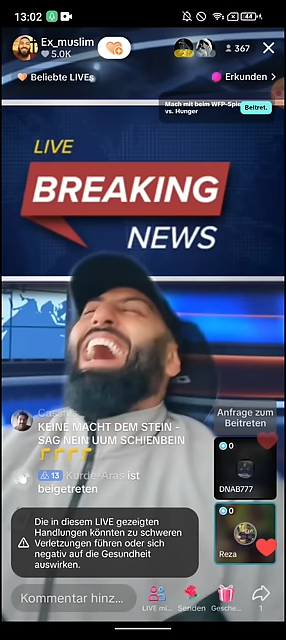 13:02
44
Ex_muslim
5.0K
367
Beliebte LIVEs
Erkunden
Mach mit beim WFP-Spie
vs. Hunger
Beitret.
LIVE
BREAKING
NEWS
KEINE MACHT DEM STEIN -
SAG NEIN UUM SCHIENBEIN
13 Kurde-Aras ist
beigetreten
Anfrage zum
Beitreten
0
DNAB777
0
Reza
Die in diesem LIVE gezeigten
Handlungen könnten zu schweren
Verletzungen führen oder sich
negativ auf die Gesundheit
auswirken.
Kommentar hinz...
LIVE mi...
Senden
Gesche...
1